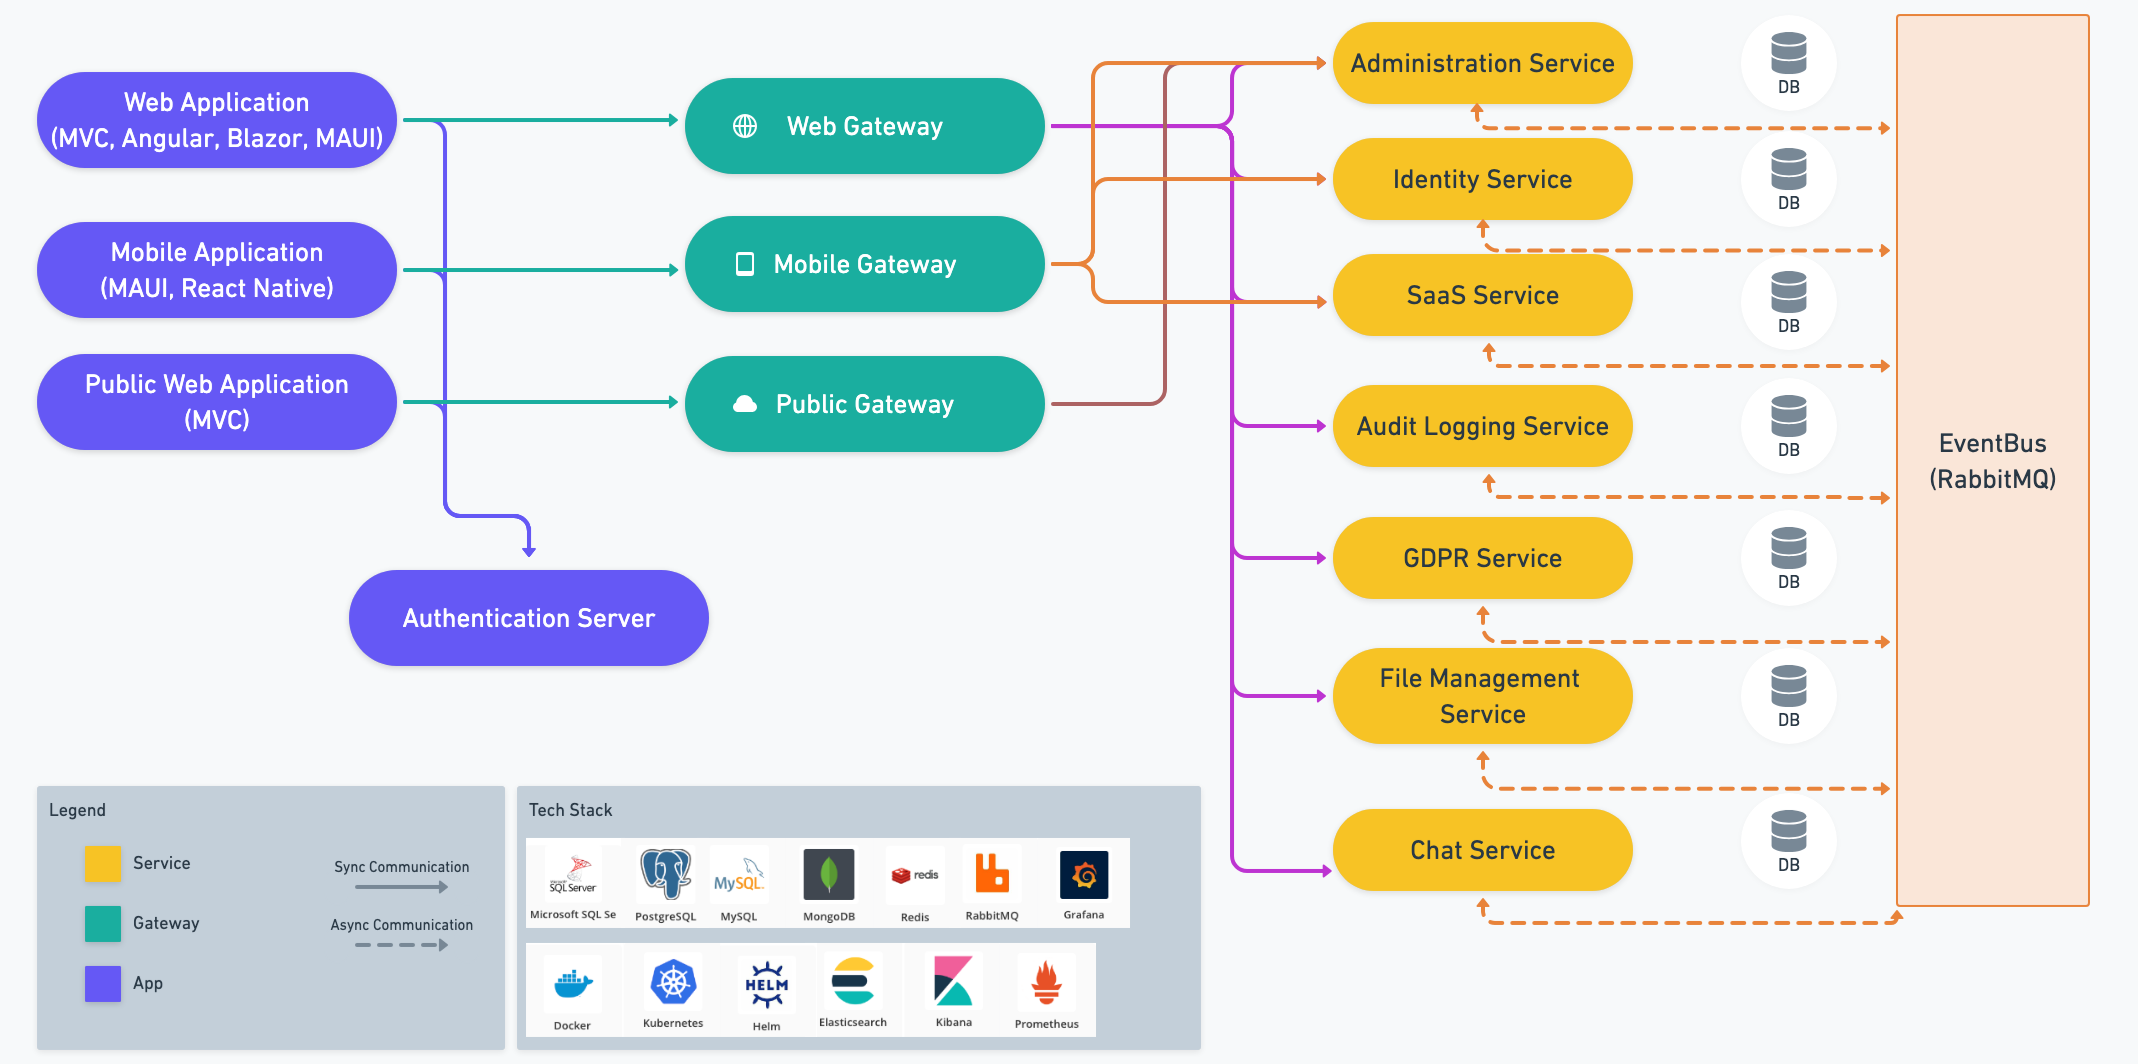 Web Application
(MVC, Angular, Blazor, MAUI)
Mobile Application
(MAUI, React Native)
Public Web Application
(MVC)
Authentication Server
Web Gateway
Mobile Gateway
Public Gateway
Administration Service
DB
Identity Service
DB
SaaS Service
DB
Audit Logging Service
DB
GDPR Service
DB
File Management
Service
DB
Chat Service
DB
EventBus
(RabbitMQ)
Legend
Service
Gateway
App
Sync Communication
Async Communication
Tech Stack
Microsoft
SQL Server
MySQL
redis
Microsoft SQL Se
PostgreSQL
MySQL
MongoDB
Redis
RabbitMQ
Grafana
HELM
Docker
Kubernetes
Helm
Elasticsearch
Kibana
Prometheus